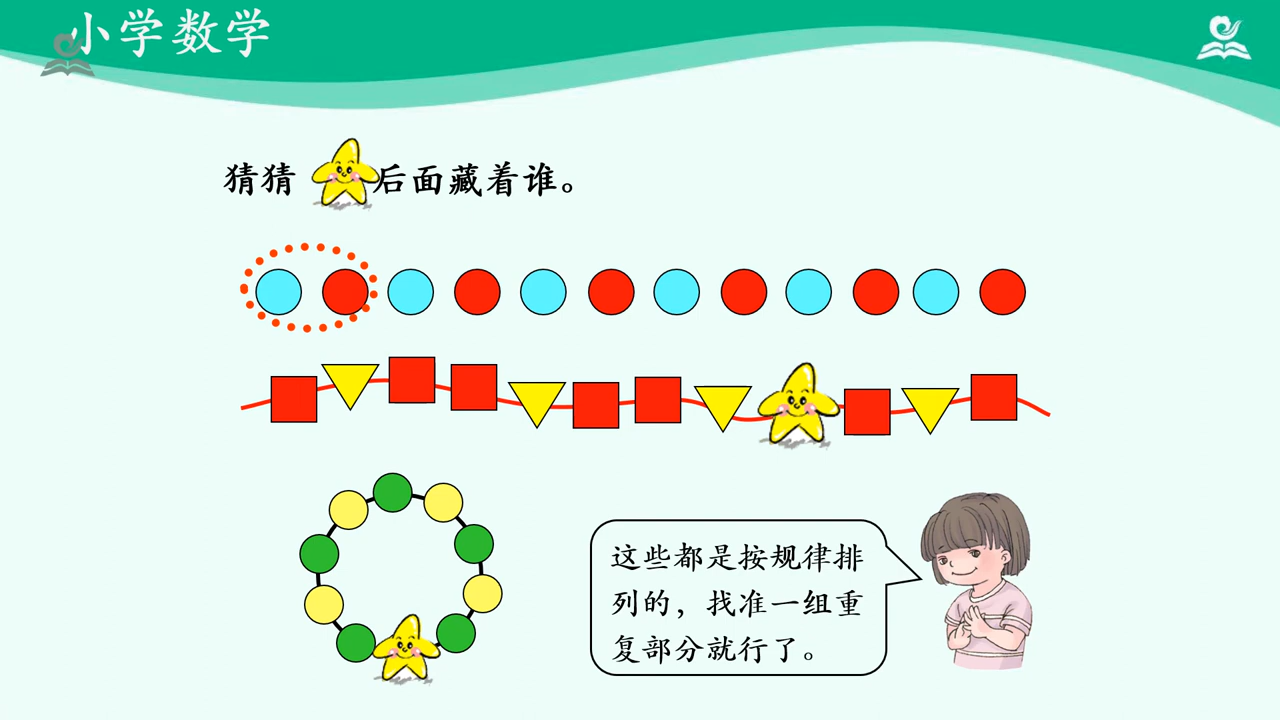 小学数学
猜猜 后面藏着谁。
这些都是按规律排
列的，找准一组重
复部分就行了。